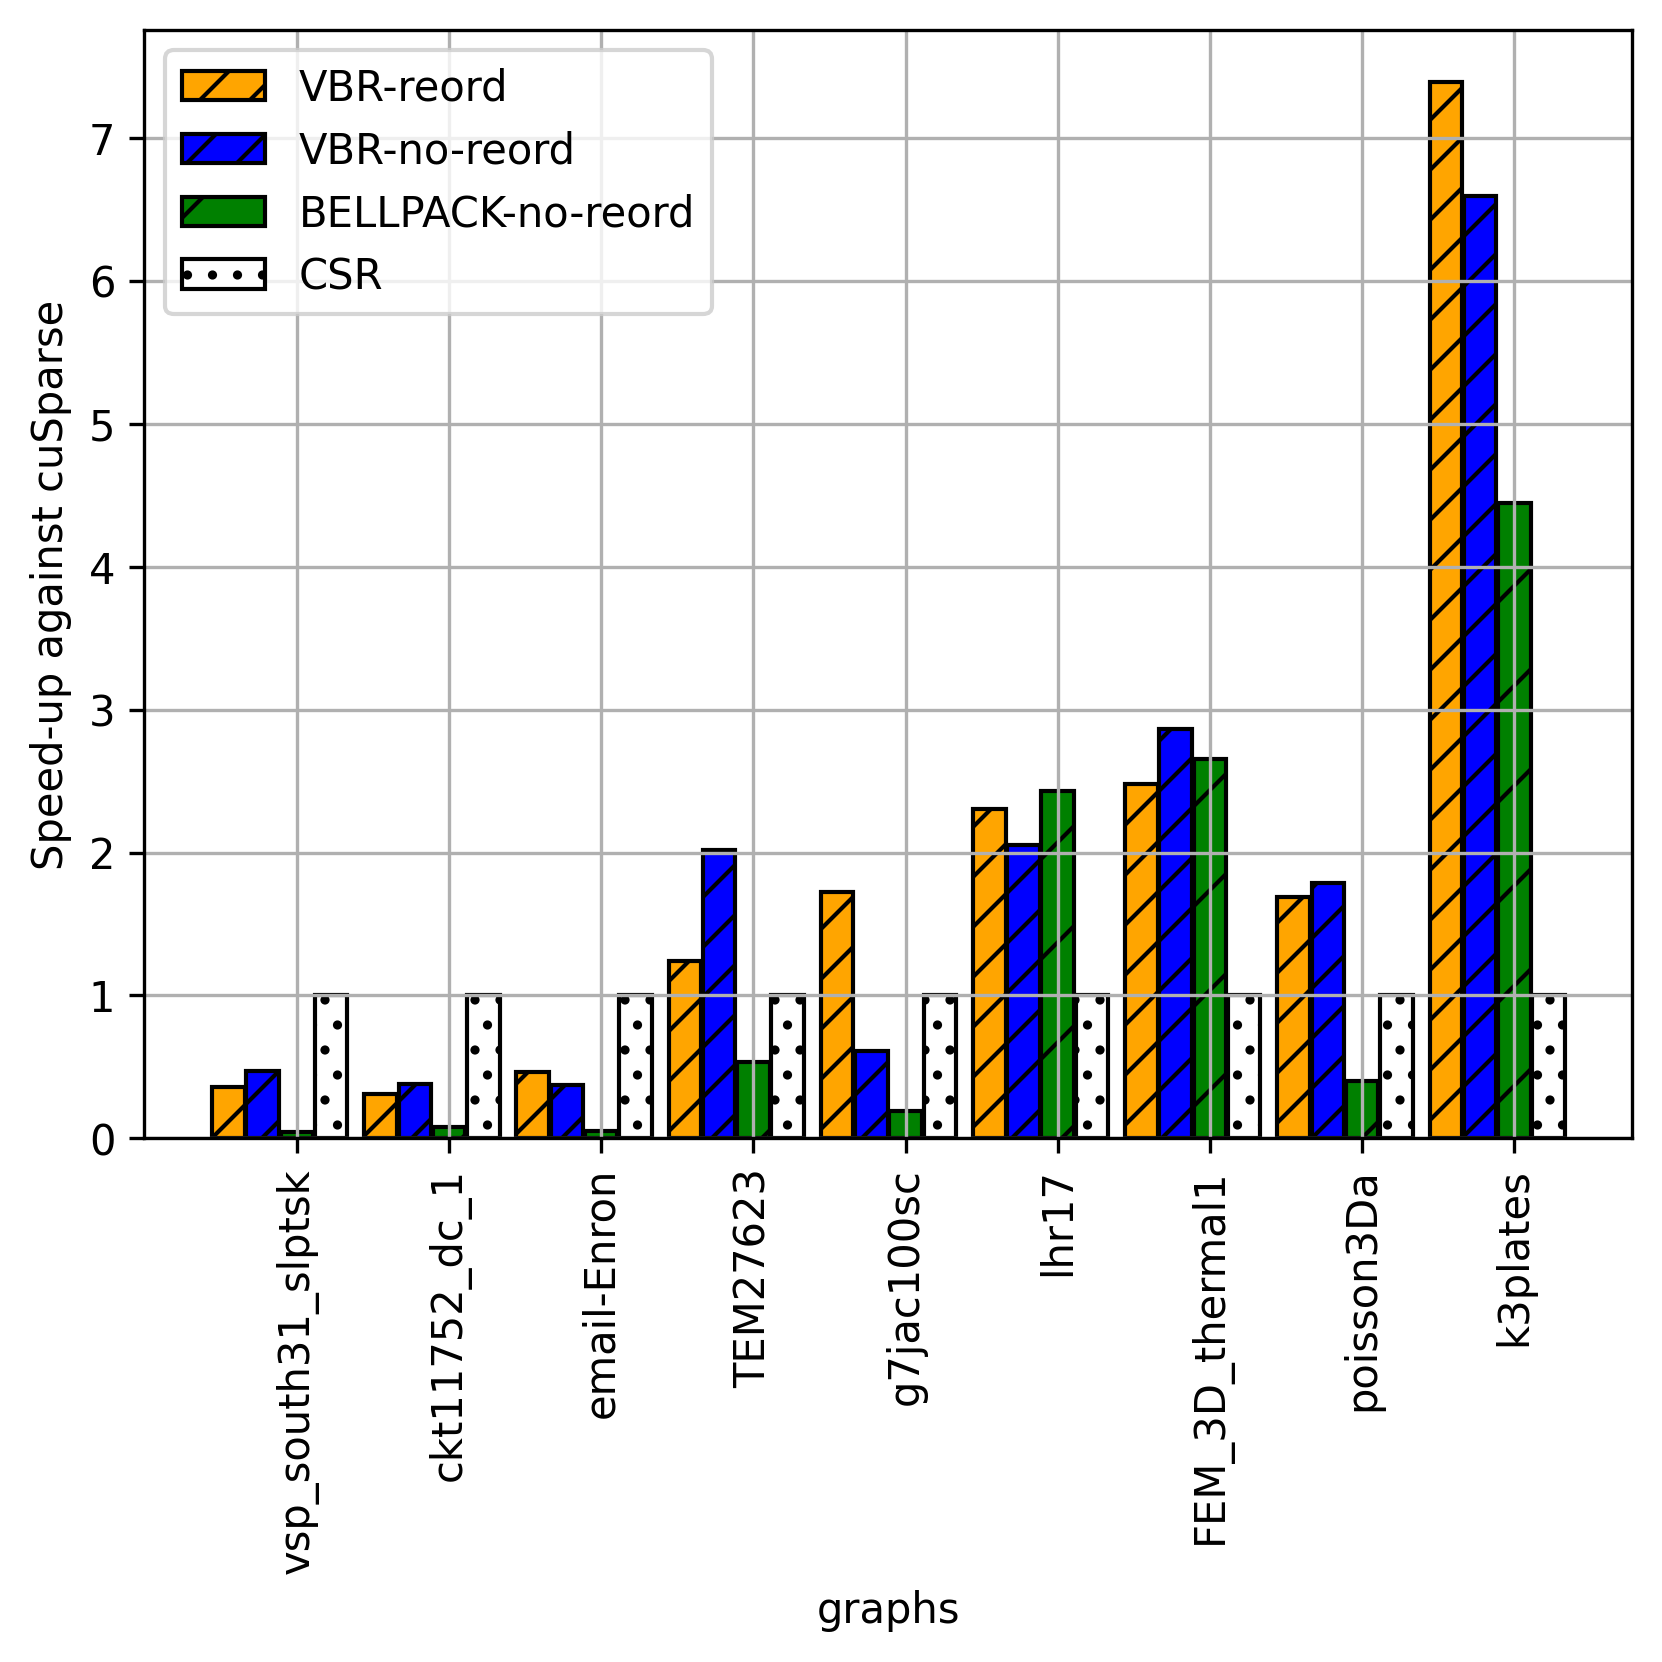 VBR-reord
VBR-no-reord
BELLPACK-no-reord
CSR
Speed-up against cuSparse
7
6
5
4
3
2
1
0
vsp_south31_slptsk
ckt11752_dc_1
email-Enron
TEM27623
g7jac100sc
lhr17
FEM_3D_thermal1
poisson3Da
k3plates
graphs